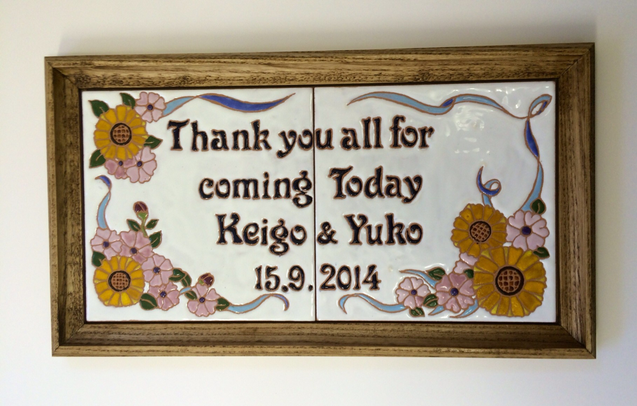 Thank you all for
coming Today
Keigo & Yuko
15.9. 2014